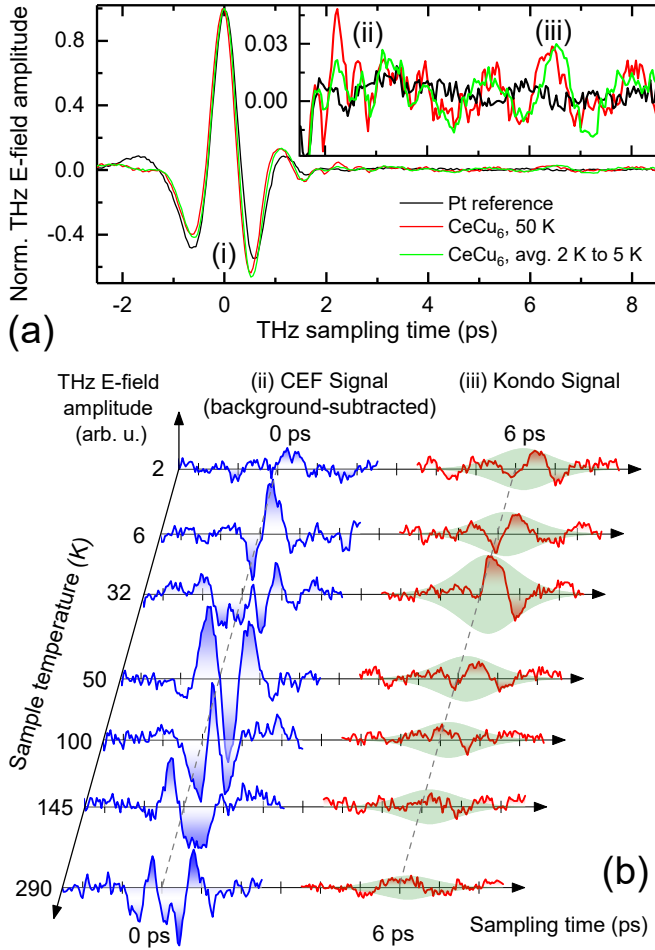 1.0
0.6
0.0
-0.4
Norm. THz E-field amplitude
0.03
0.00
(ii)
(iii)
(i)
Pt reference
CeCu6, 50 K
CeCu6, avg. 2 K to 5 K
-2
0
2
4
6
8
THz sampling time (ps)
(a)
THz E-field
amplitude
(arb. u.)
(ii) CEF Signal
(background-subtracted)
(iii) Kondo Signal
0 ps
6 ps
2
6
32
50
100
145
290
Sample temperature (K)
0 ps
6 ps
Sampling time (ps)
(b)